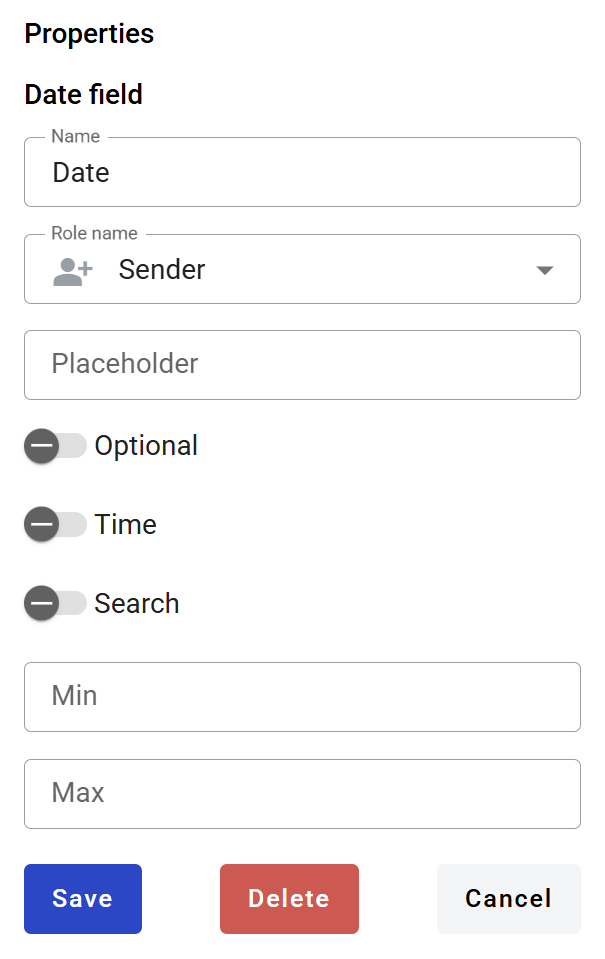 Properties
Date field
Name
Date
Role name
Sender
Placeholder
Optional
Time
Search
Min
Max
Save Delete Cancel